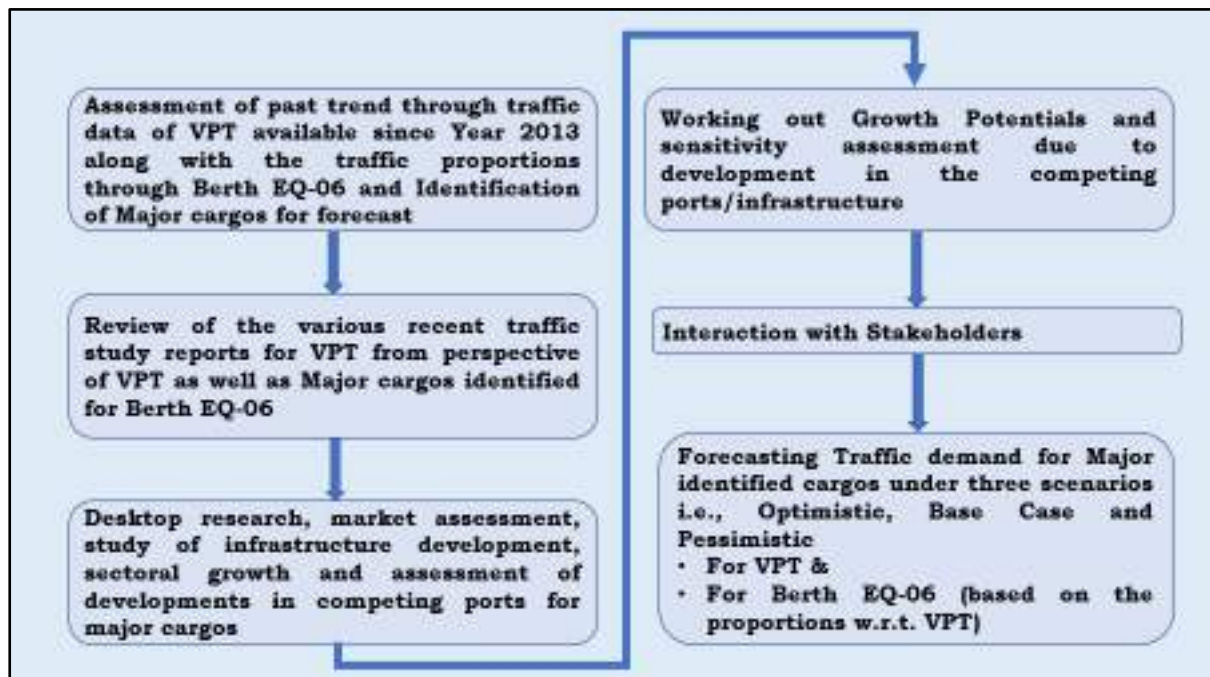 Assessment of past trend through traffic
data of VPT available since Year 2013
along with the traffic proportions
through Berth EQ-06 and Identification
of Major cargos for forecast
Review of the various recent traffic
study reports for VPT from perspective
of VPT as well as Major cargos identified
for Berth EQ-06
Desktop research, market assessment,
study of infrastructure development,
sectoral growth and assessment of
developments in competing ports for
major cargos
Working out Growth Potentials and
sensitivity assessment due to
development in the competing
ports/infrastructure
Interaction with Stakeholders
Forecasting Traffic demand for Major
identified cargos under three scenarios
i.e., Optimistic, Base Case and
Pessimistic
• For VPT &
• For Berth EQ-06 (based on the
proportions w.r.t. VPT)